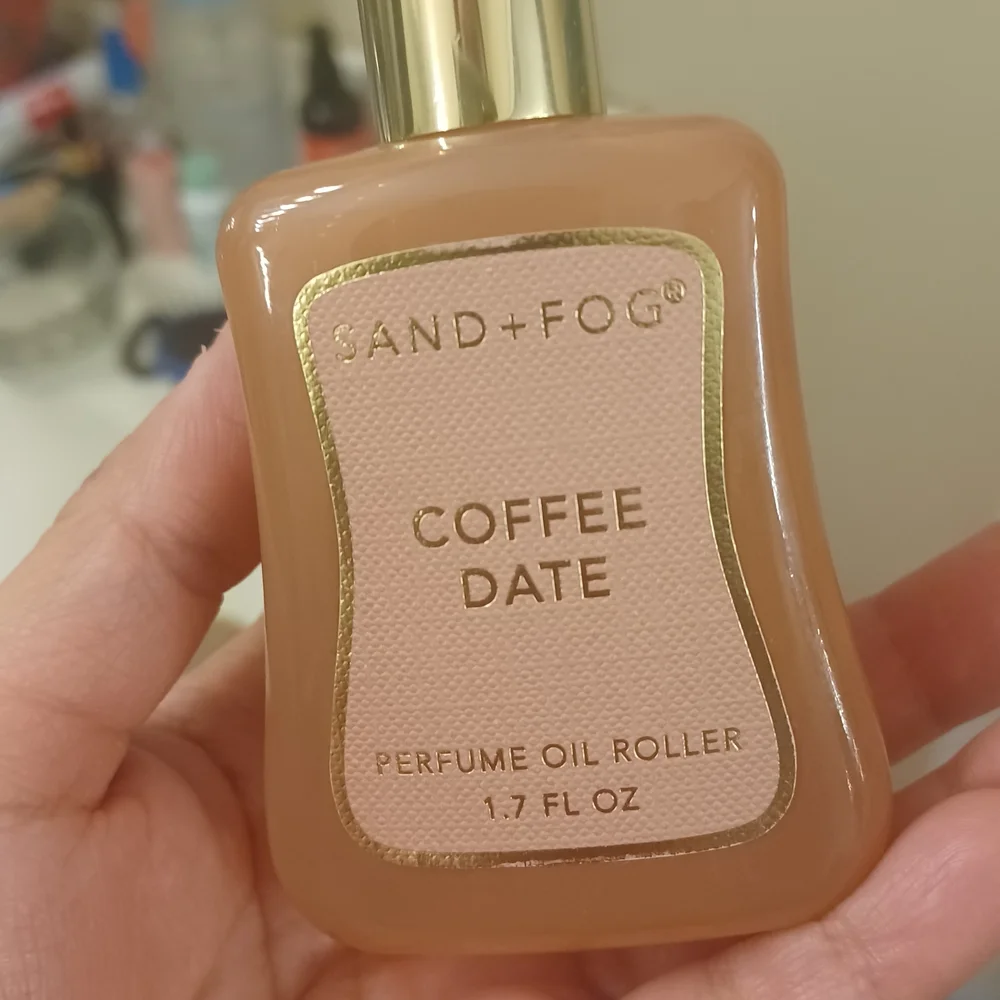 SAND+FOG®
COFFEE
DATE
PERFUME OIL ROLLER
1.7 FL OZ